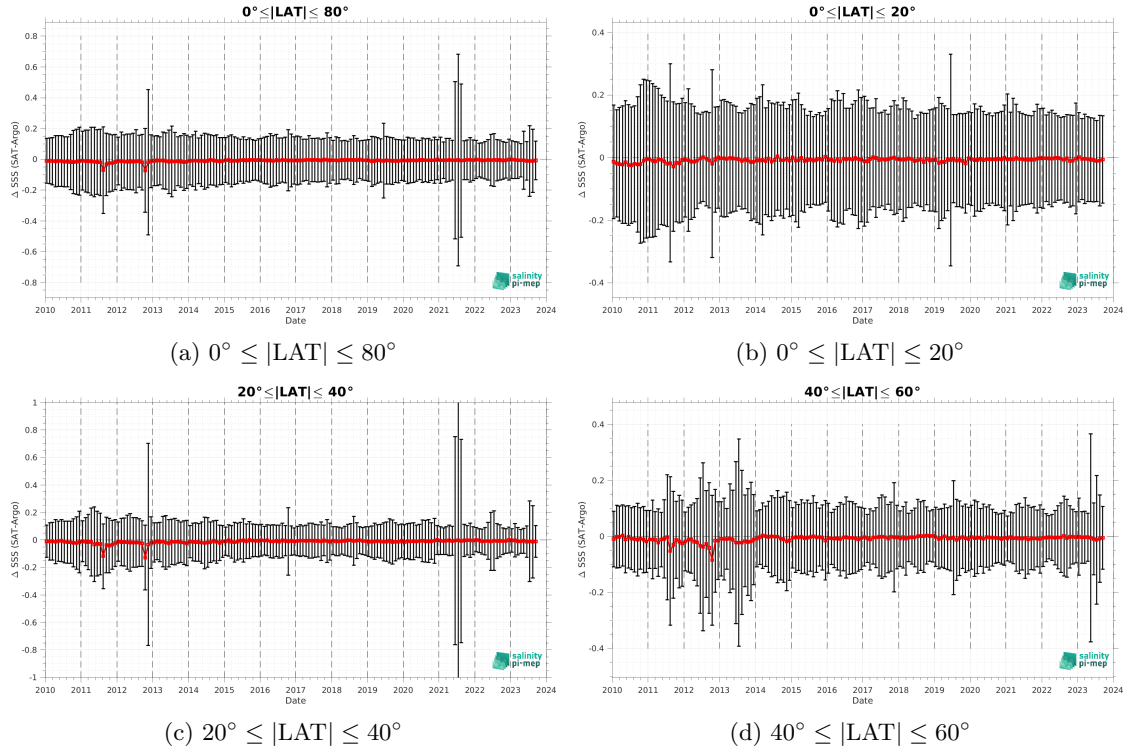 0°≤|LAT|≤ 80°
Δ SSS (SAT-Argo)
0.8
0.6
0.4
0.2
0
-0.2
-0.4
-0.6
-0.8
2010 2011 2012 2013 2014 2015 2016 2017 2018 2019 2020 2021 2022 2023 2024
Date
salinity
pi-mep
(a) 0° ≤ |LAT| ≤ 80°
0°≤|LAT|≤ 20°
Δ SSS (SAT-Argo)
0.4
0.2
0
-0.2
-0.4
2010 2011 2012 2013 2014 2015 2016 2017 2018 2019 2020 2021 2022 2023 2024
Date
salinity
pi-mep
(b) 0° ≤ |LAT| ≤ 20°
20°≤|LAT|≤ 40°
Δ SSS (SAT-Argo)
1
0.8
0.6
0.4
0.2
0
-0.2
-0.4
-0.6
-0.8
-1
2010 2011 2012 2013 2014 2015 2016 2017 2018 2019 2020 2021 2022 2023 2024
Date
salinity
pi-mep
(c) 20° ≤ |LAT| ≤ 40°
40°≤|LAT|≤ 60°
Δ SSS (SAT-Argo)
0.4
0.2
0
-0.2
-0.4
2010 2011 2012 2013 2014 2015 2016 2017 2018 2019 2020 2021 2022 2023 2024
Date
salinity
pi-mep
(d) 40° ≤ |LAT| ≤ 60°